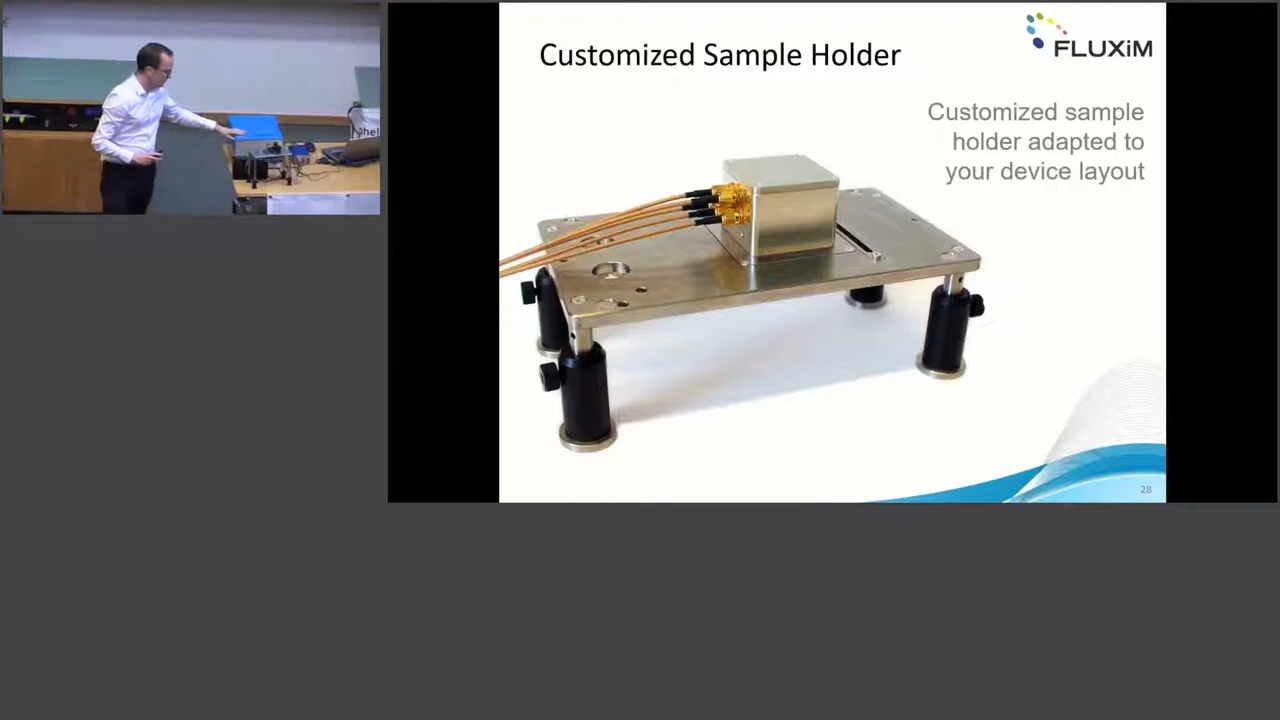 Customized Sample Holder
FLUXiM
Customized sample
holder adapted to
your device layout
28